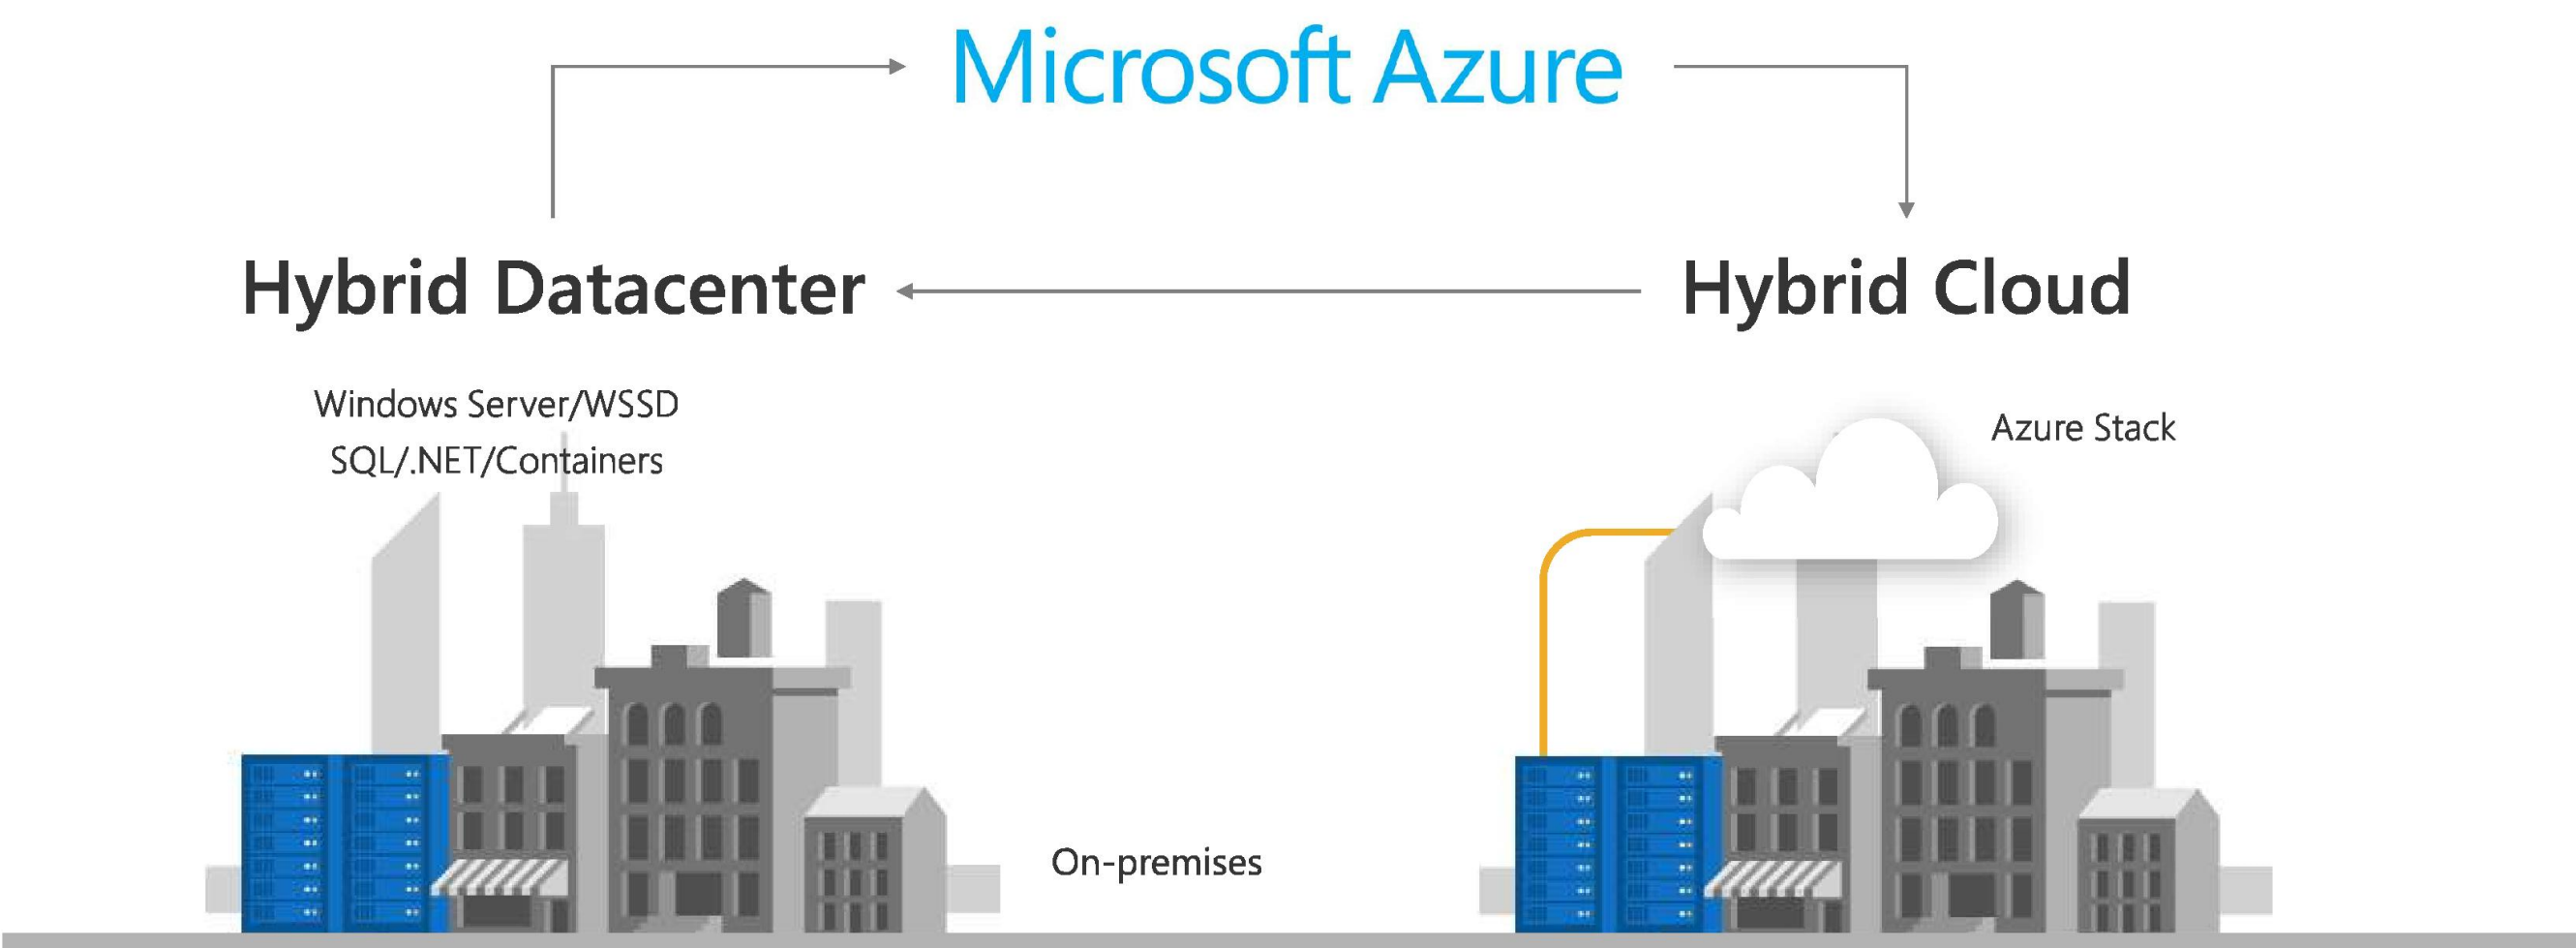 Microsoft Azure
Hybrid Datacenter
Hybrid Cloud
Windows Server/WSSD
SQL/.NET/Containers
Azure Stack
On-premises